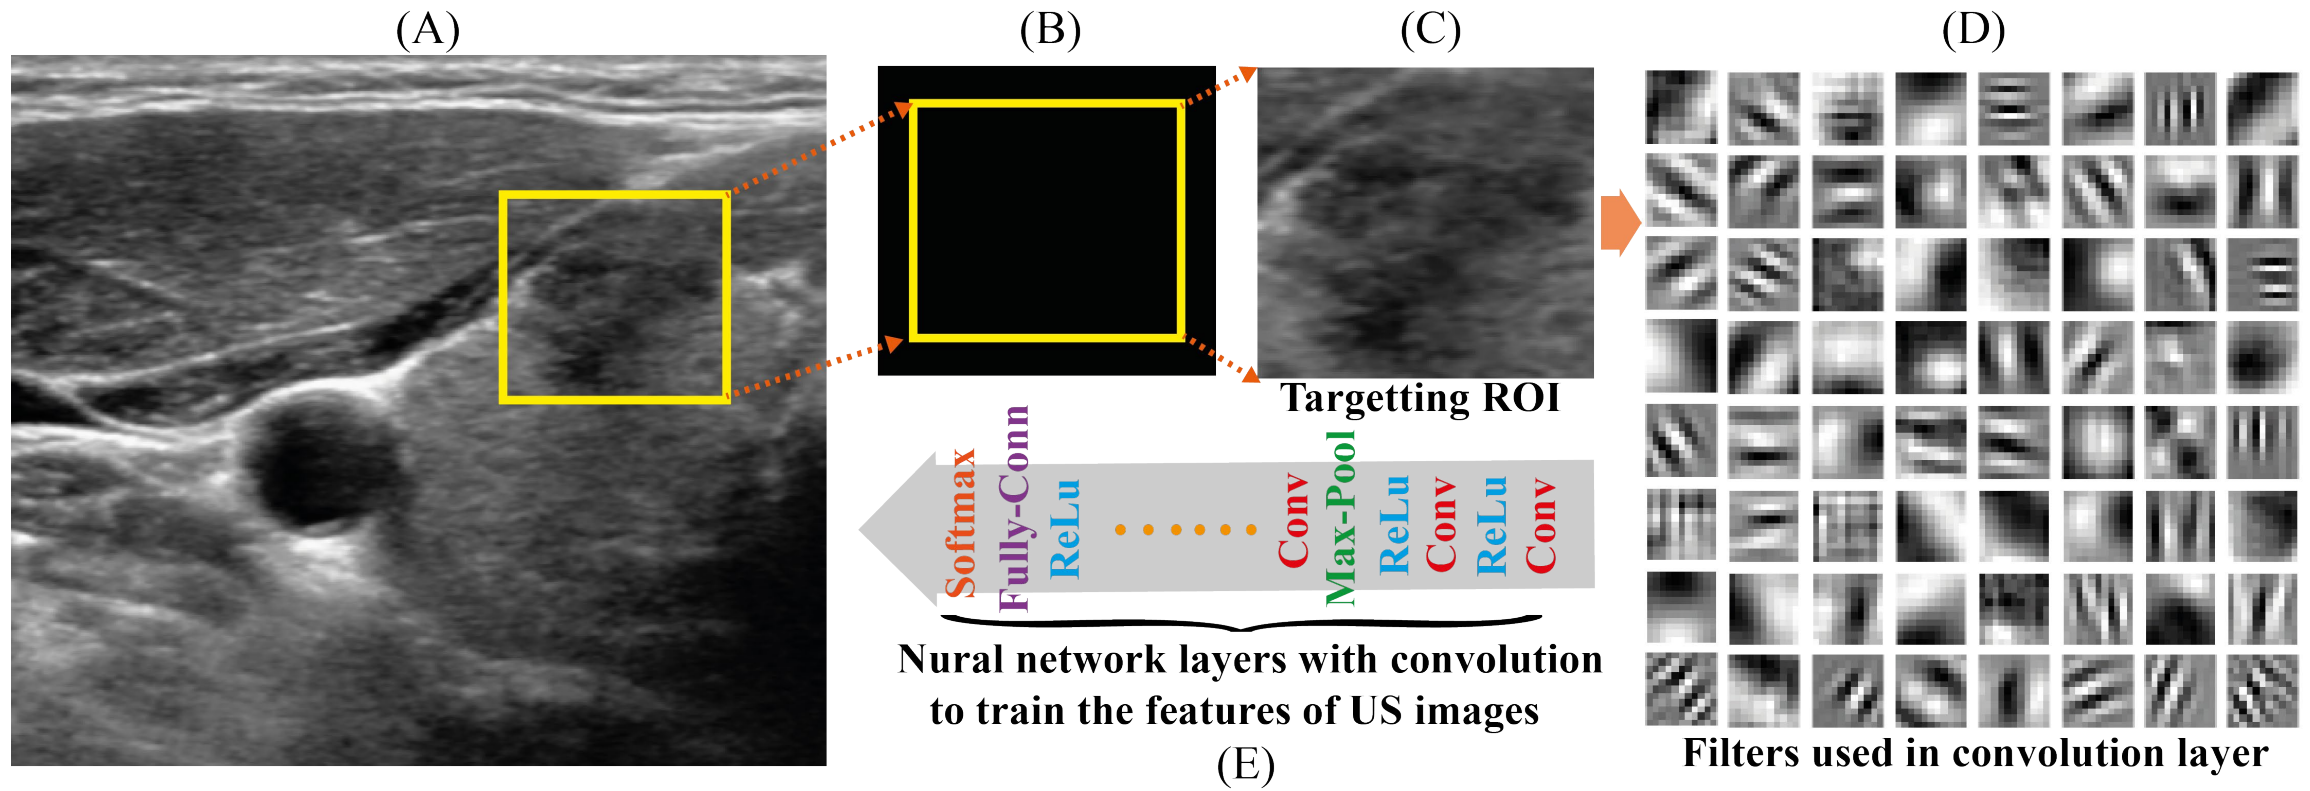 (A)
(B)
(C)
(D)
Targetting ROI
Softmax
Fully-Conn
ReLu
Conv
Max-Pool
ReLu
Conv
ReLu
Conv
Nural network layers with convolution
to train the features of US images
(E)
Filters used in convolution layer